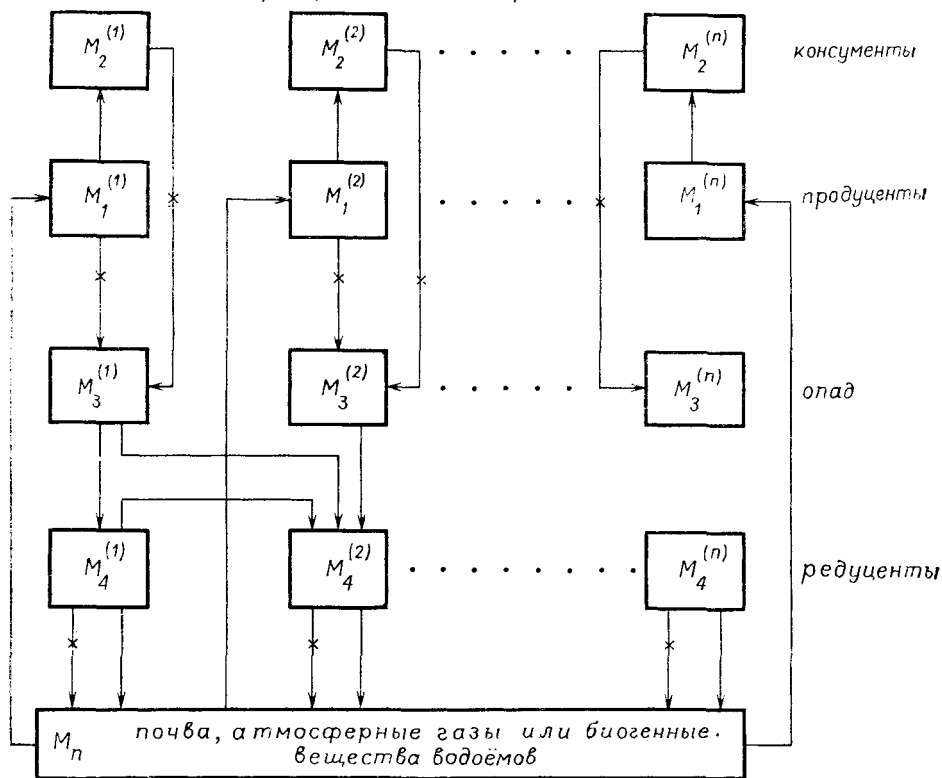 M₂⁽¹⁾ M₂⁽²⁾ . . . . . M₂⁽ⁿ⁾ консументы
M₁⁽¹⁾ M₁⁽²⁾ . . . . . M₁⁽ⁿ⁾ продуценты
M₃⁽¹⁾ M₃⁽²⁾ . . . . . M₃⁽ⁿ⁾ опад
M₄⁽¹⁾ M₄⁽²⁾ . . . . . . . . M₄⁽ⁿ⁾ редуценты
Mₙ почва, атмосферные газы или биогенные.
вещества водоёмов